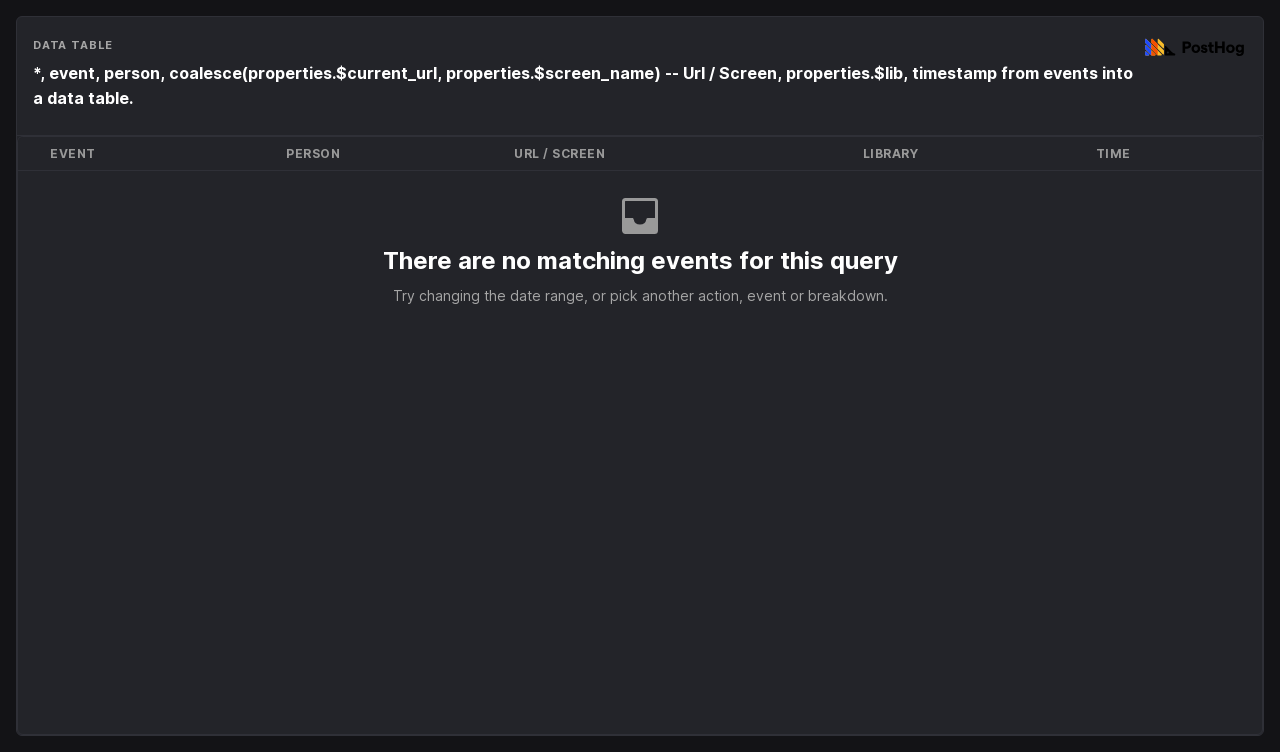 DATA TABLE
PostHog
*, event, person, coalesce(properties.$current_url, properties.$screen_name) -- Url / Screen, properties.$lib, timestamp from events into
a data table.
EVENT PERSON URL / SCREEN LIBRARY TIME
There are no matching events for this query
Try changing the date range, or pick another action, event or breakdown.